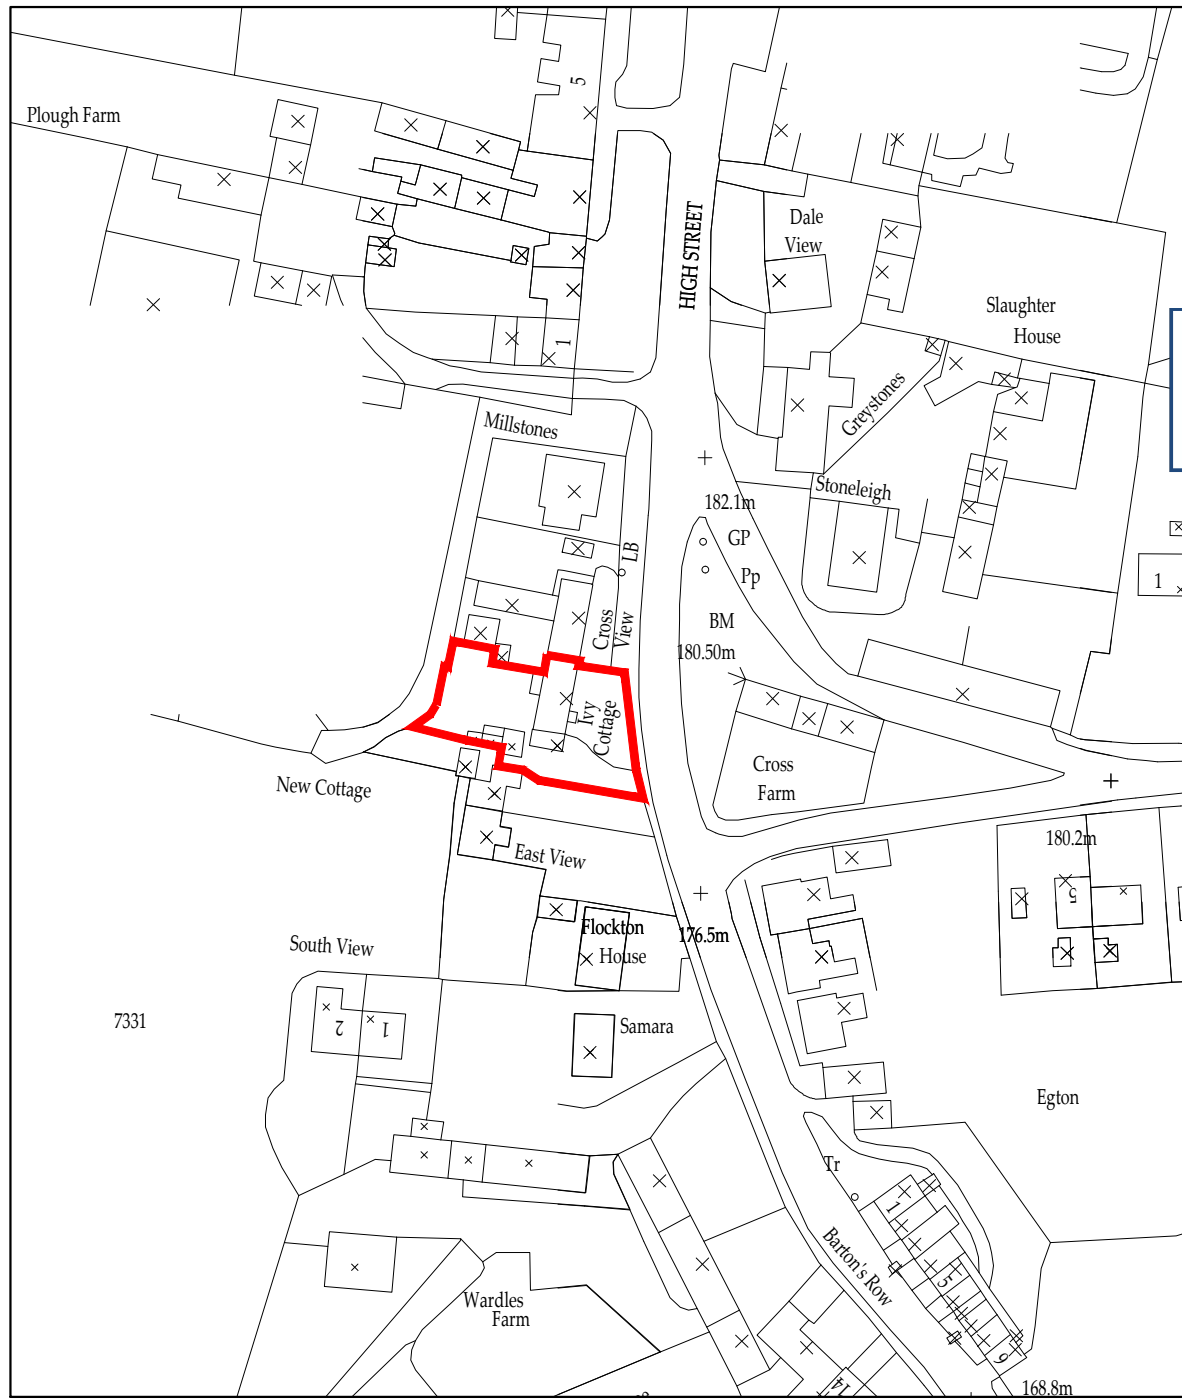 Plough Farm
5
HIGH STREET
Dale
View
Slaughter
House
1
Greystones
Millstones
Stoneleigh
182.1m
GP
LB
Pp
1
BM
Cross
View
180.50m
Ivy
Cottage
Cross
Farm
New Cottage
180.2m
East View
5
Flockton
House
176.5m
South View
7331
2
1
Samara
Egton
Tr
1
Barton's Row
5
Wardles
Farm
9
14
168.8m